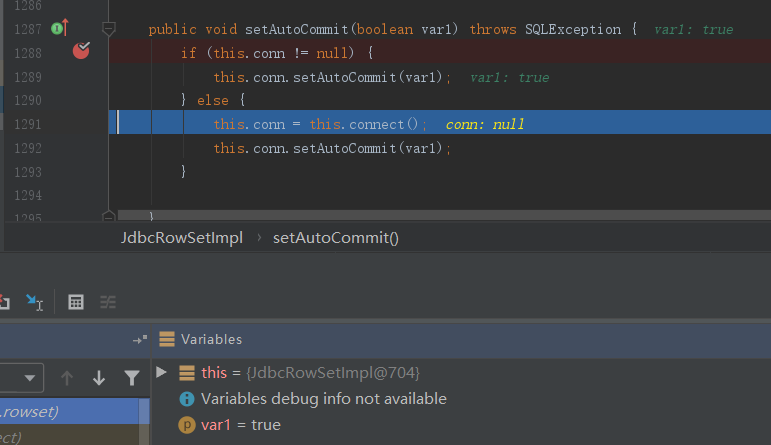 1286
1287 public void setAutoCommit(boolean var1) throws SQLException { var1: true
1288 if (this.conn != null) {
1289 this.conn.setAutoCommit(var1); var1: true
1290 } else {
1291 this.conn = this.connect(); conn: null
1292 this.conn.setAutoCommit(var1);
1293 }
1294
1295 }
JdbcRowSetImpl › setAutoCommit()
Variables
this = {JdbcRowSetImpl@704}
Variables debug info not available
.rowset)
p var1 = true
ect)